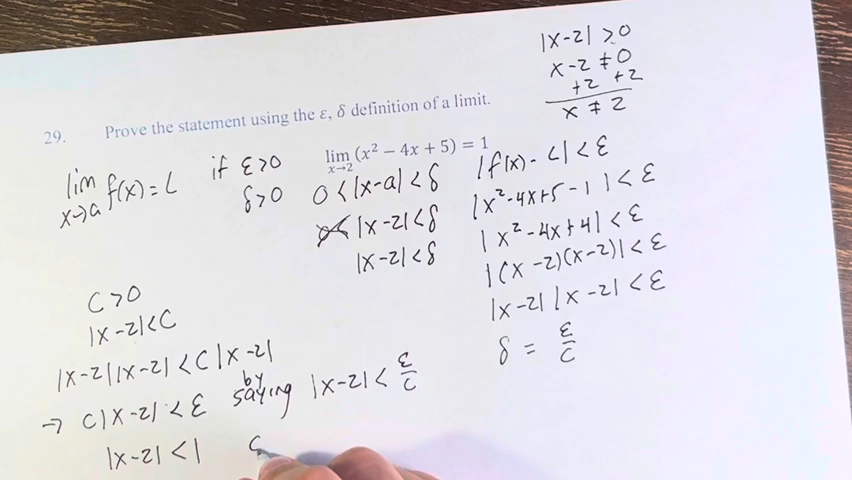 |x-2| > 0
x-2 ≠ 0
+2 +2
x ≠ 2
29. Prove the statement using the ε, δ definition of a limit.
lim x→2 (x² − 4x + 5) = 1
lim x→a f(x) = L if ε>0
δ>0
0 < |x-a| < δ
0< |x-2| < δ
|x-2| < δ
|f(x) - L| < ε
|x²-4x+5-1| < ε
|x²-4x+4| < ε
|(x-2)(x-2)| < ε
|x-2| |x-2| < ε
δ = ε/C
C > 0
|x-2| < C
|x-2||x-2| < C|x-2|
→ C|x-2| < ε by saying |x-2| < ε/C
|x-2| < 1